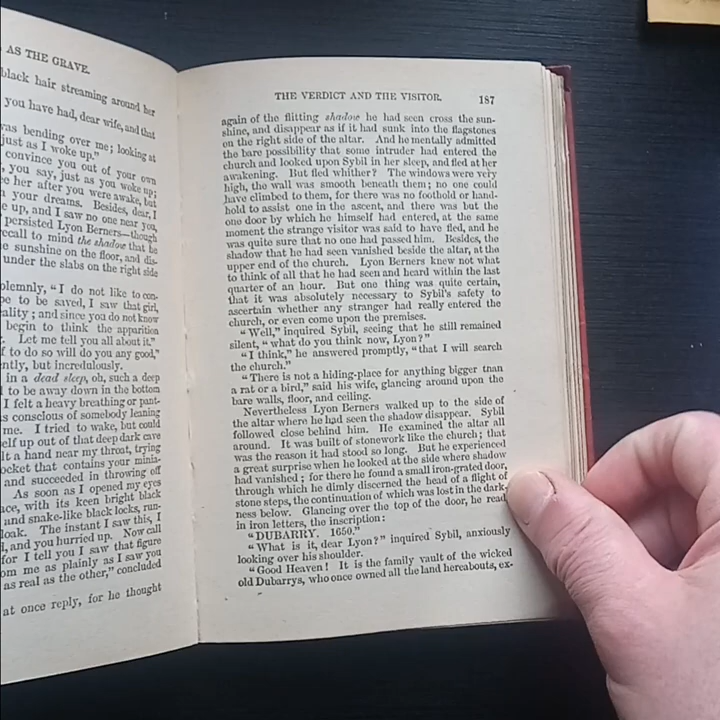 AS THE GRAVE.
black hair streaming around her
you have had, dear wife, and that
was bending over me; looking at
just as I woke up."
convince you out of your own
, you say, just as you woke up;
ee her after you were awake, but
n your dreams. Besides, dear, I
e up, and I saw no one near you,
persisted Lyon Berners—though
recall to mind the shadow that he
e sunshine on the floor, and dis-
under the slabs on the right side
olemnly, "I do not like to con-
pe to be saved, I saw that girl,
ality; and since you do not know
begin to think the apparition
. Let me tell you all about it."
f to do so will do you any good,"
ently, but incredulously.
in a dead sleep, oh, such a deep
l to be away down in the bottom
I felt a heavy breathing or pant-
s conscious of somebody leaning
me. I tried to wake, but could
elf up out of that deep dark cave
lt a hand near my throat, trying
ocket that contains your minia-
and succeeded in throwing off
As soon as I opened my eyes
ace, with its keen bright black
and snake-like black locks, run-
loak. The instant I saw this, I
l, and you hurried up. Now call
for I tell you I saw that figure
om me as plainly as I saw you
as real as the other," concluded
at once reply, for he thought
THE VERDICT AND THE VISITOR. 187
again of the flitting shadow he had seen cross the sun-
shine, and disappear as if it had sunk into the flagstones
on the right side of the altar. And he mentally admitted
the bare possibility that some intruder had entered the
church and looked upon Sybil in her sleep, and fled at her
awakening. But fled whither? The windows were very
high, the wall was smooth beneath them; no one could
have climbed to them, for there was no foothold or hand-
hold to assist one in the ascent, and there was but the
one door by which he himself had entered, at the same
moment the strange visitor was said to have fled, and he
was quite sure that no one had passed him. Besides, the
shadow that he had seen vanished beside the altar, at the
upper end of the church. Lyon Berners knew not what
to think of all that he had seen and heard within the last
quarter of an hour. But one thing was quite certain,
that it was absolutely necessary to Sybil's safety to
ascertain whether any stranger had really entered the
church, or even come upon the premises.
"Well," inquired Sybil, seeing that he still remained
silent, "what do you think now, Lyon?"
"I think," he answered promptly, "that I will search
the church."
"There is not a hiding-place for anything bigger than
a rat or a bird," said his wife, glancing around upon the
bare walls, floor, and ceiling.
Nevertheless Lyon Berners walked up to the side of
the altar where he had seen the shadow disappear. Sybil
followed close behind him. He examined the altar all
around. It was built of stonework like the church; that
was the reason it had stood so long. But he experienced
a great surprise when he looked at the side where shadow
had vanished; for there he found a small iron-grated door,
through which he dimly discerned the head of a flight of
stone steps, the continuation of which was lost in the dark-
ness below. Glancing over the top of the door, he read
in iron letters, the inscription:
"DUBARRY. 1650."
"What is it, dear Lyon?" inquired Sybil, anxiously
looking over his shoulder.
"Good Heaven! It is the family vault of the wicked
old Dubarrys, who once owned all the land hereabouts, ex-